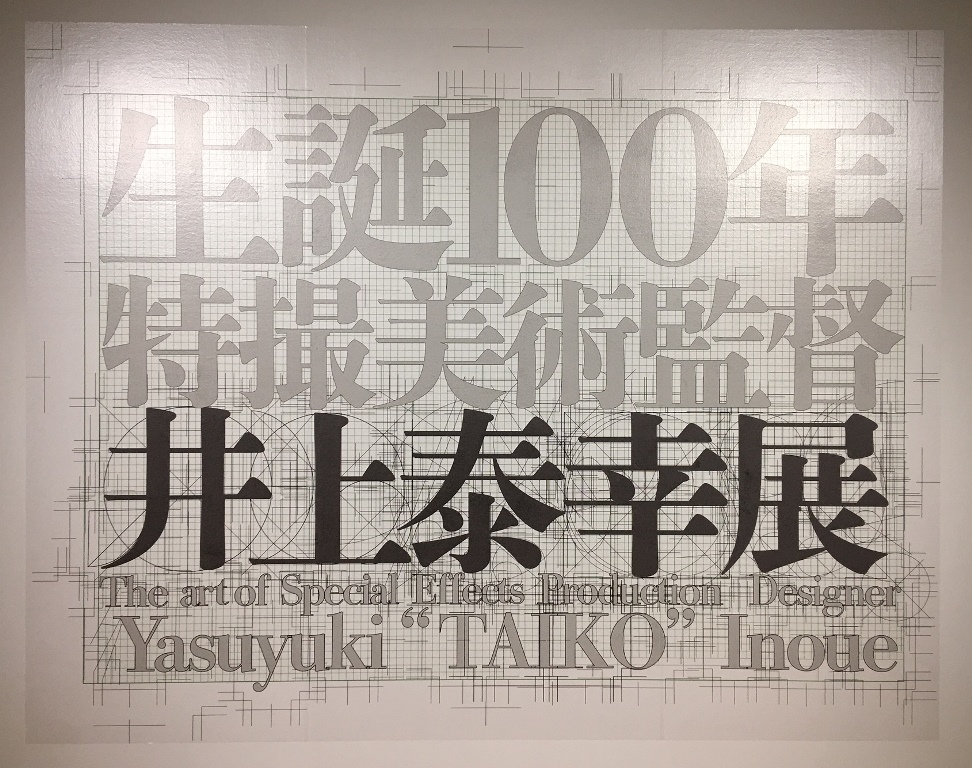 生誕100年
特撮美術監督
井上泰幸展
The art of Special Effects Production Designer
Yasuyuki “TAIKO” Inoue